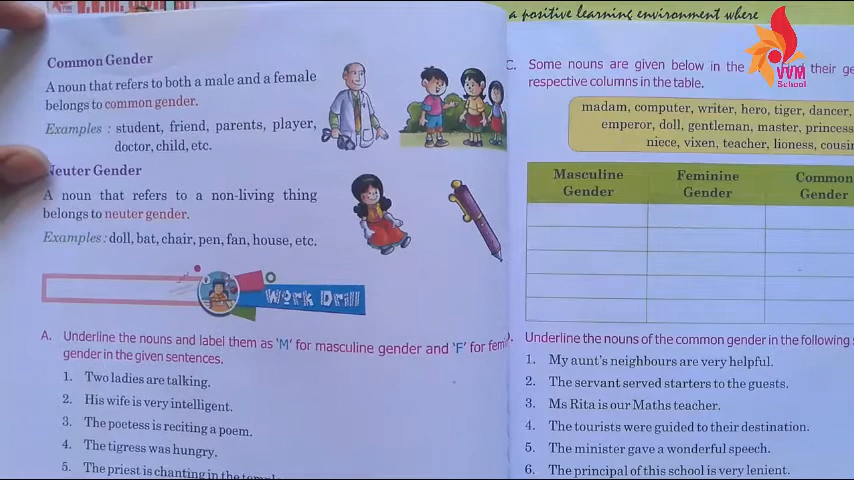 a positive learning environment where
VVM
School
Common Gender
A noun that refers to both a male and a female
belongs to common gender.
Examples : student, friend, parents, player,
doctor, child, etc.
Neuter Gender
A noun that refers to a non-living thing
belongs to neuter gender.
Examples : doll, bat, chair, pen, fan, house, etc.
Work Drill
A. Underline the nouns and label them as 'M' for masculine gender and 'F' for fem
gender in the given sentences.
1. Two ladies are talking.
2. His wife is very intelligent.
3. The poetess is reciting a poem.
4. The tigress was hungry.
5. The priest is chanting in the
C. Some nouns are given below in the their
respective columns in the table.
madam, computer, writer, hero, tiger, dancer,
emperor, doll, gentleman, master, princess
niece, vixen, teacher, lioness, cousin
Masculine Gender
Feminine Gender
Common Gender
Underline the nouns of the common gender in the following
1. My aunt's neighbours are very helpful.
2. The servant served starters to the guests.
3. Ms Rita is our Maths teacher.
4. The tourists were guided to their destination.
5. The minister gave a wonderful speech.
6. The principal of this school is very lenient.